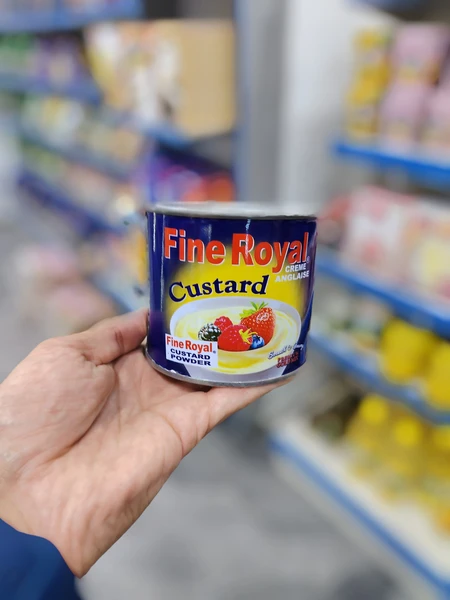 Fine Royal®
CREME
ANGLAISE
Custard
Fine Royal®
CUSTARD
POWDER